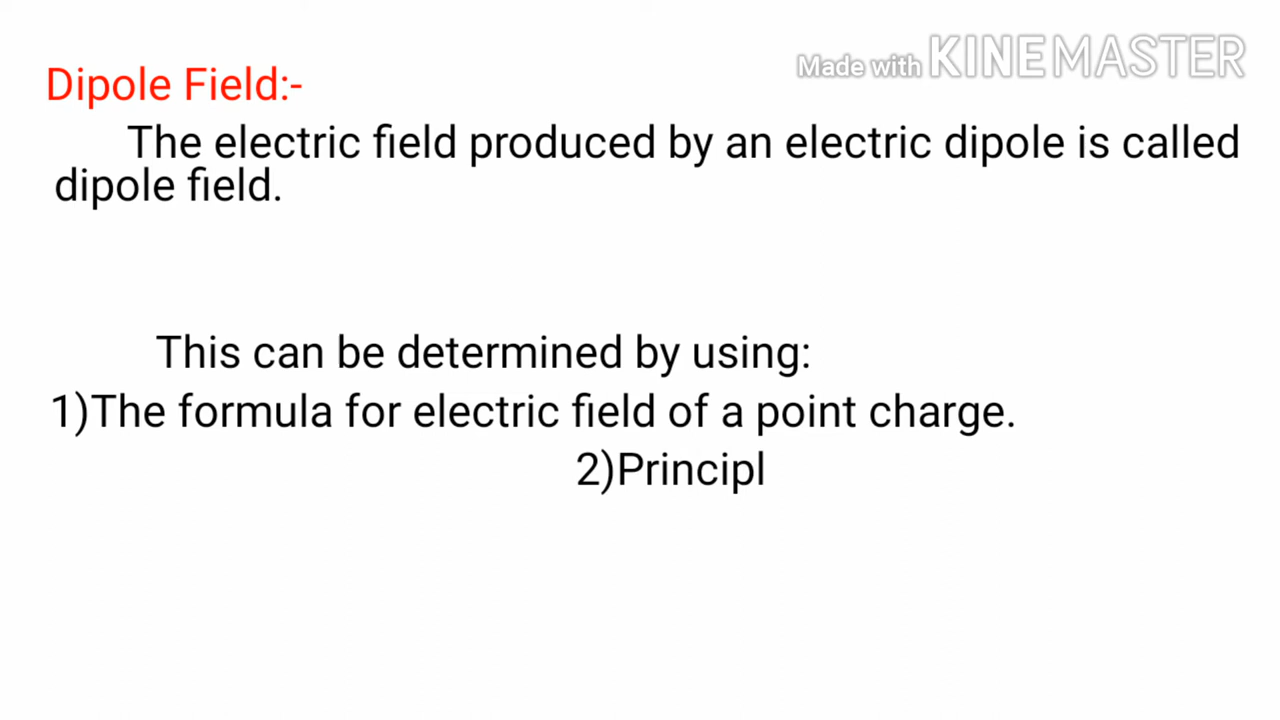 Made with KINEMASTER
Dipole Field:-
The electric field produced by an electric dipole is called
dipole field.
This can be determined by using:
1)The formula for electric field of a point charge.
2)Principl